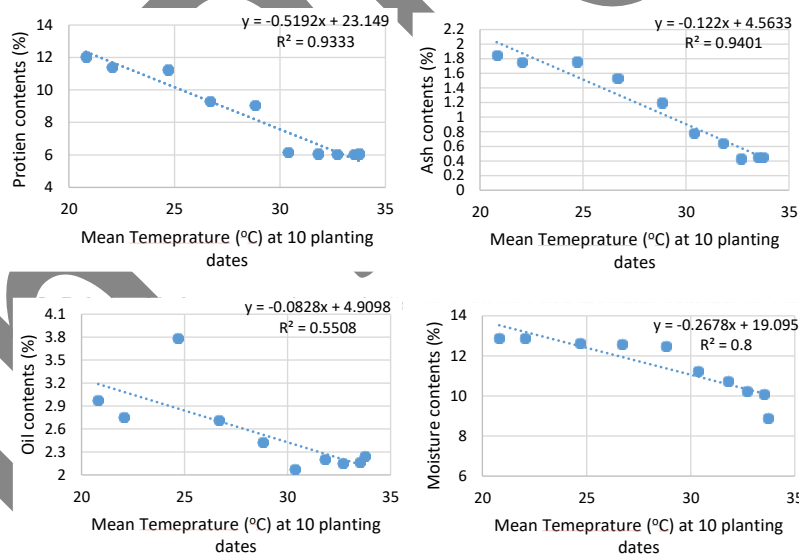 y = -0.5192x + 23.149
R² = 0.9333
Protien contents (%)
14
12
10
8
6
4
20 25 30 35
Mean Temeprature (°C) at 10 planting
dates
y = -0.122x + 4.5633
R² = 0.9401
Ash contents (%)
2.2
2
1.8
1.6
1.4
1.2
1
0.8
0.6
0.4
0.2
0
20 25 30 35
Mean Temeprature (°C) at 10 planting
dates
y = -0.0828x + 4.9098
R² = 0.5508
Oil contents (%)
4.1
3.8
3.5
3.2
2.9
2.6
2.3
2
20 25 30 35
Mean Temeprature (°C) at 10 planting
dates
y = -0.2678x + 19.095
R² = 0.8
Moisture contents (%)
14
12
10
8
6
20 25 30 35
Mean Temeprature (°C) at 10 planting
dates